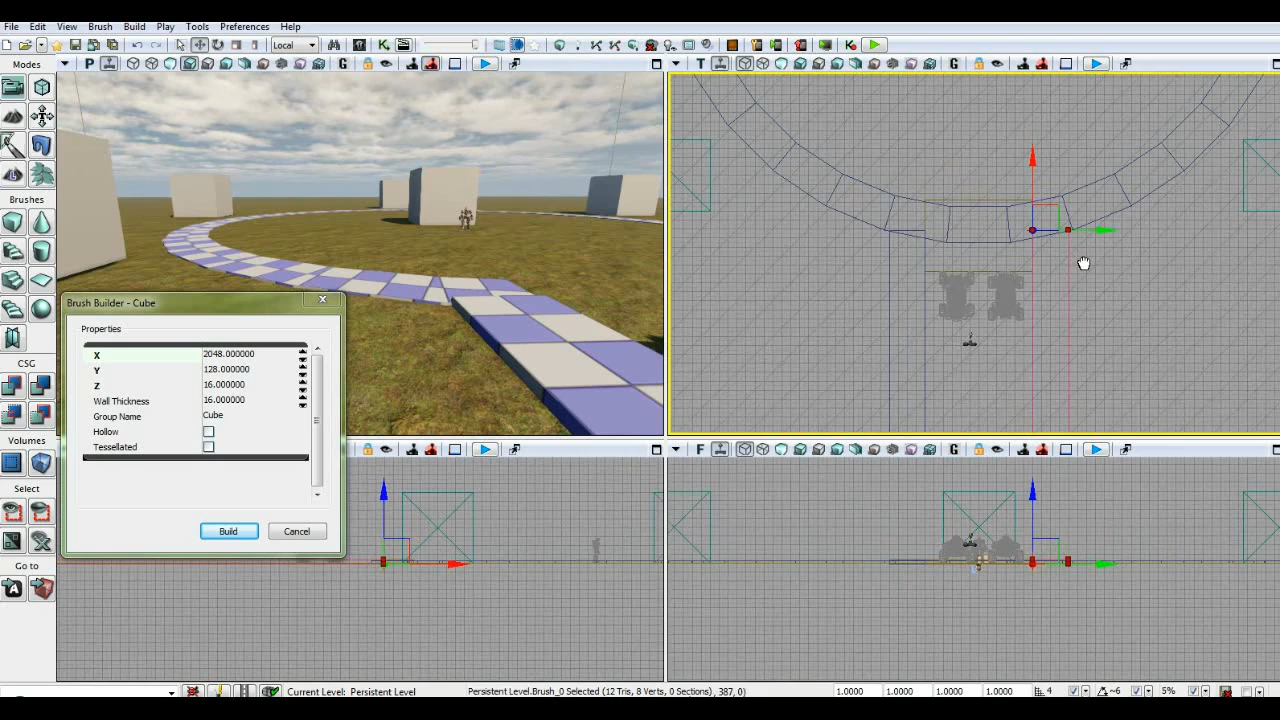 File Edit View Brush Build Play Tools Preferences Help
Local
Modes
P G
T G
Brushes
Brush Builder - Cube
Properties
X 2048.000000
Y 128.000000
Z 16.000000
Wall Thickness 16.000000
Group Name Cube
Hollow
Tessellated
Build Cancel
CSG
Volumes
F G
Select
Go to
Current Level: Persistent Level
Persistent Level.Brush_0 Selected (12 Tris, 8 Verts, 0 Sections) , 387, 0)
1.0000 1.0000 1.0000 1.0000 4 ~6 5%